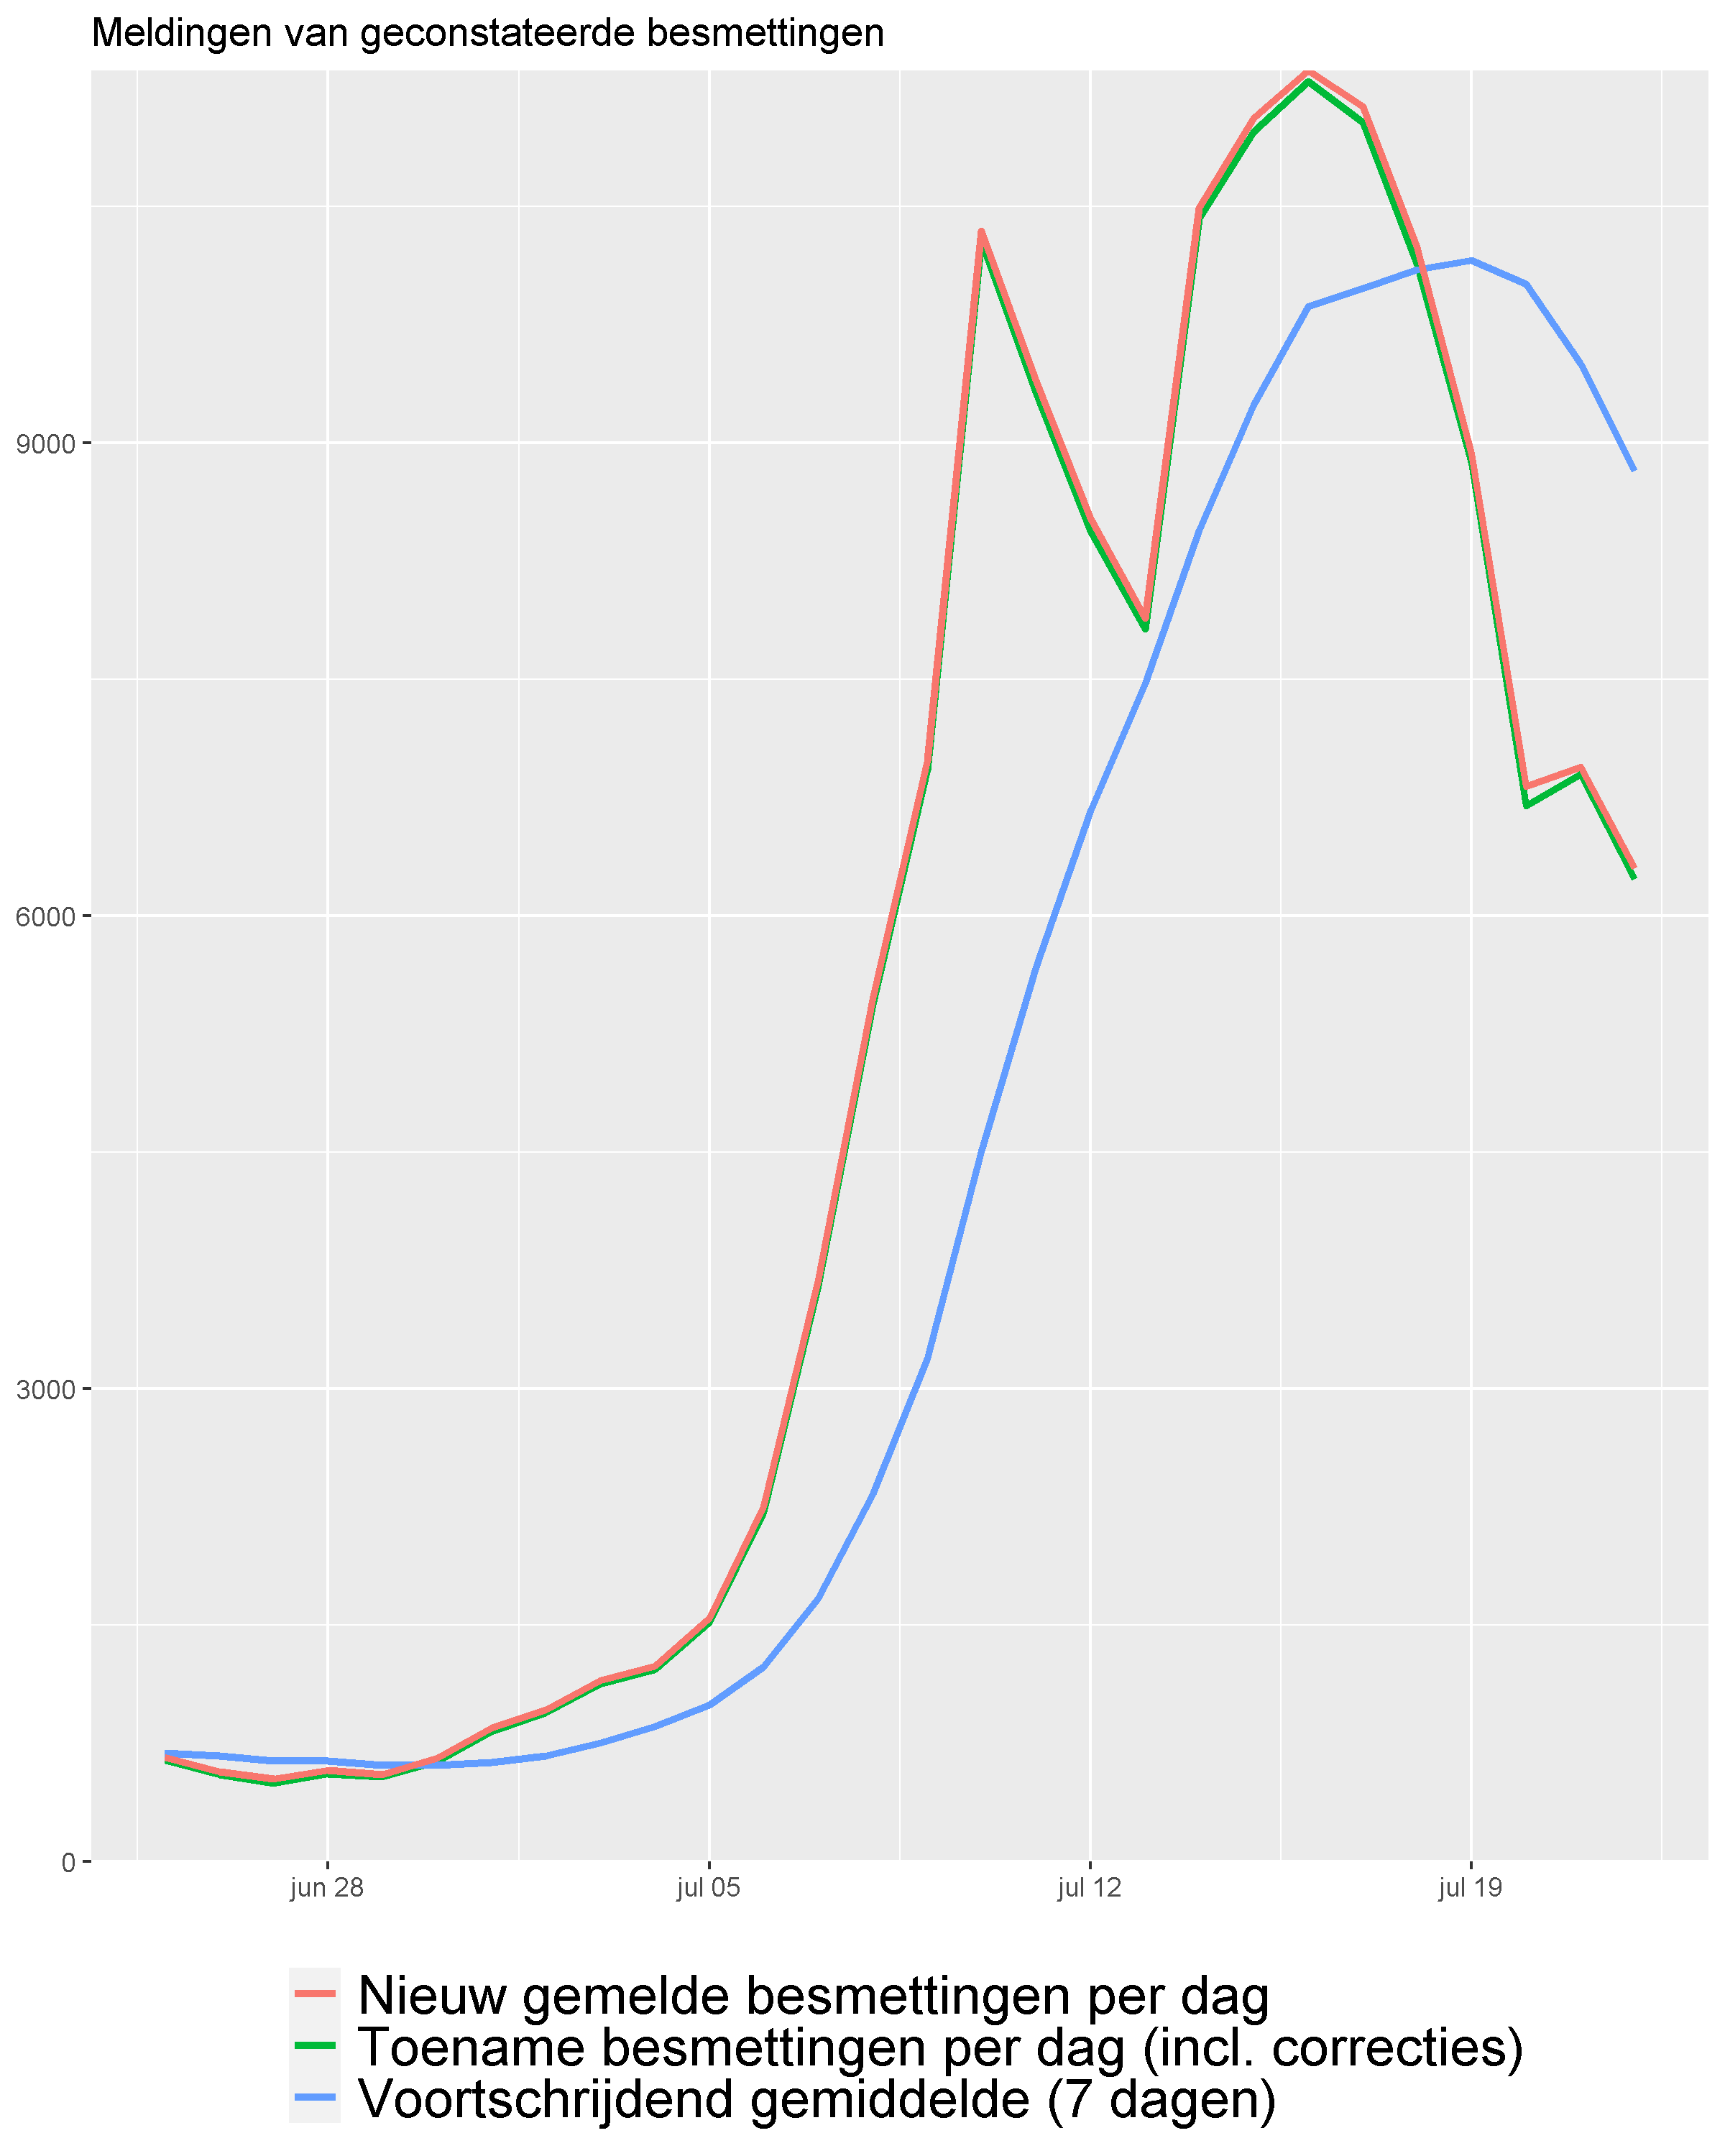 Meldingen van geconstateerde besmettingen
9000
6000
3000
0
jun 28 jul 05 jul 12 jul 19
Nieuw gemelde besmettingen per dag
Toename besmettingen per dag (incl. correcties)
Voortschrijdend gemiddelde (7 dagen)